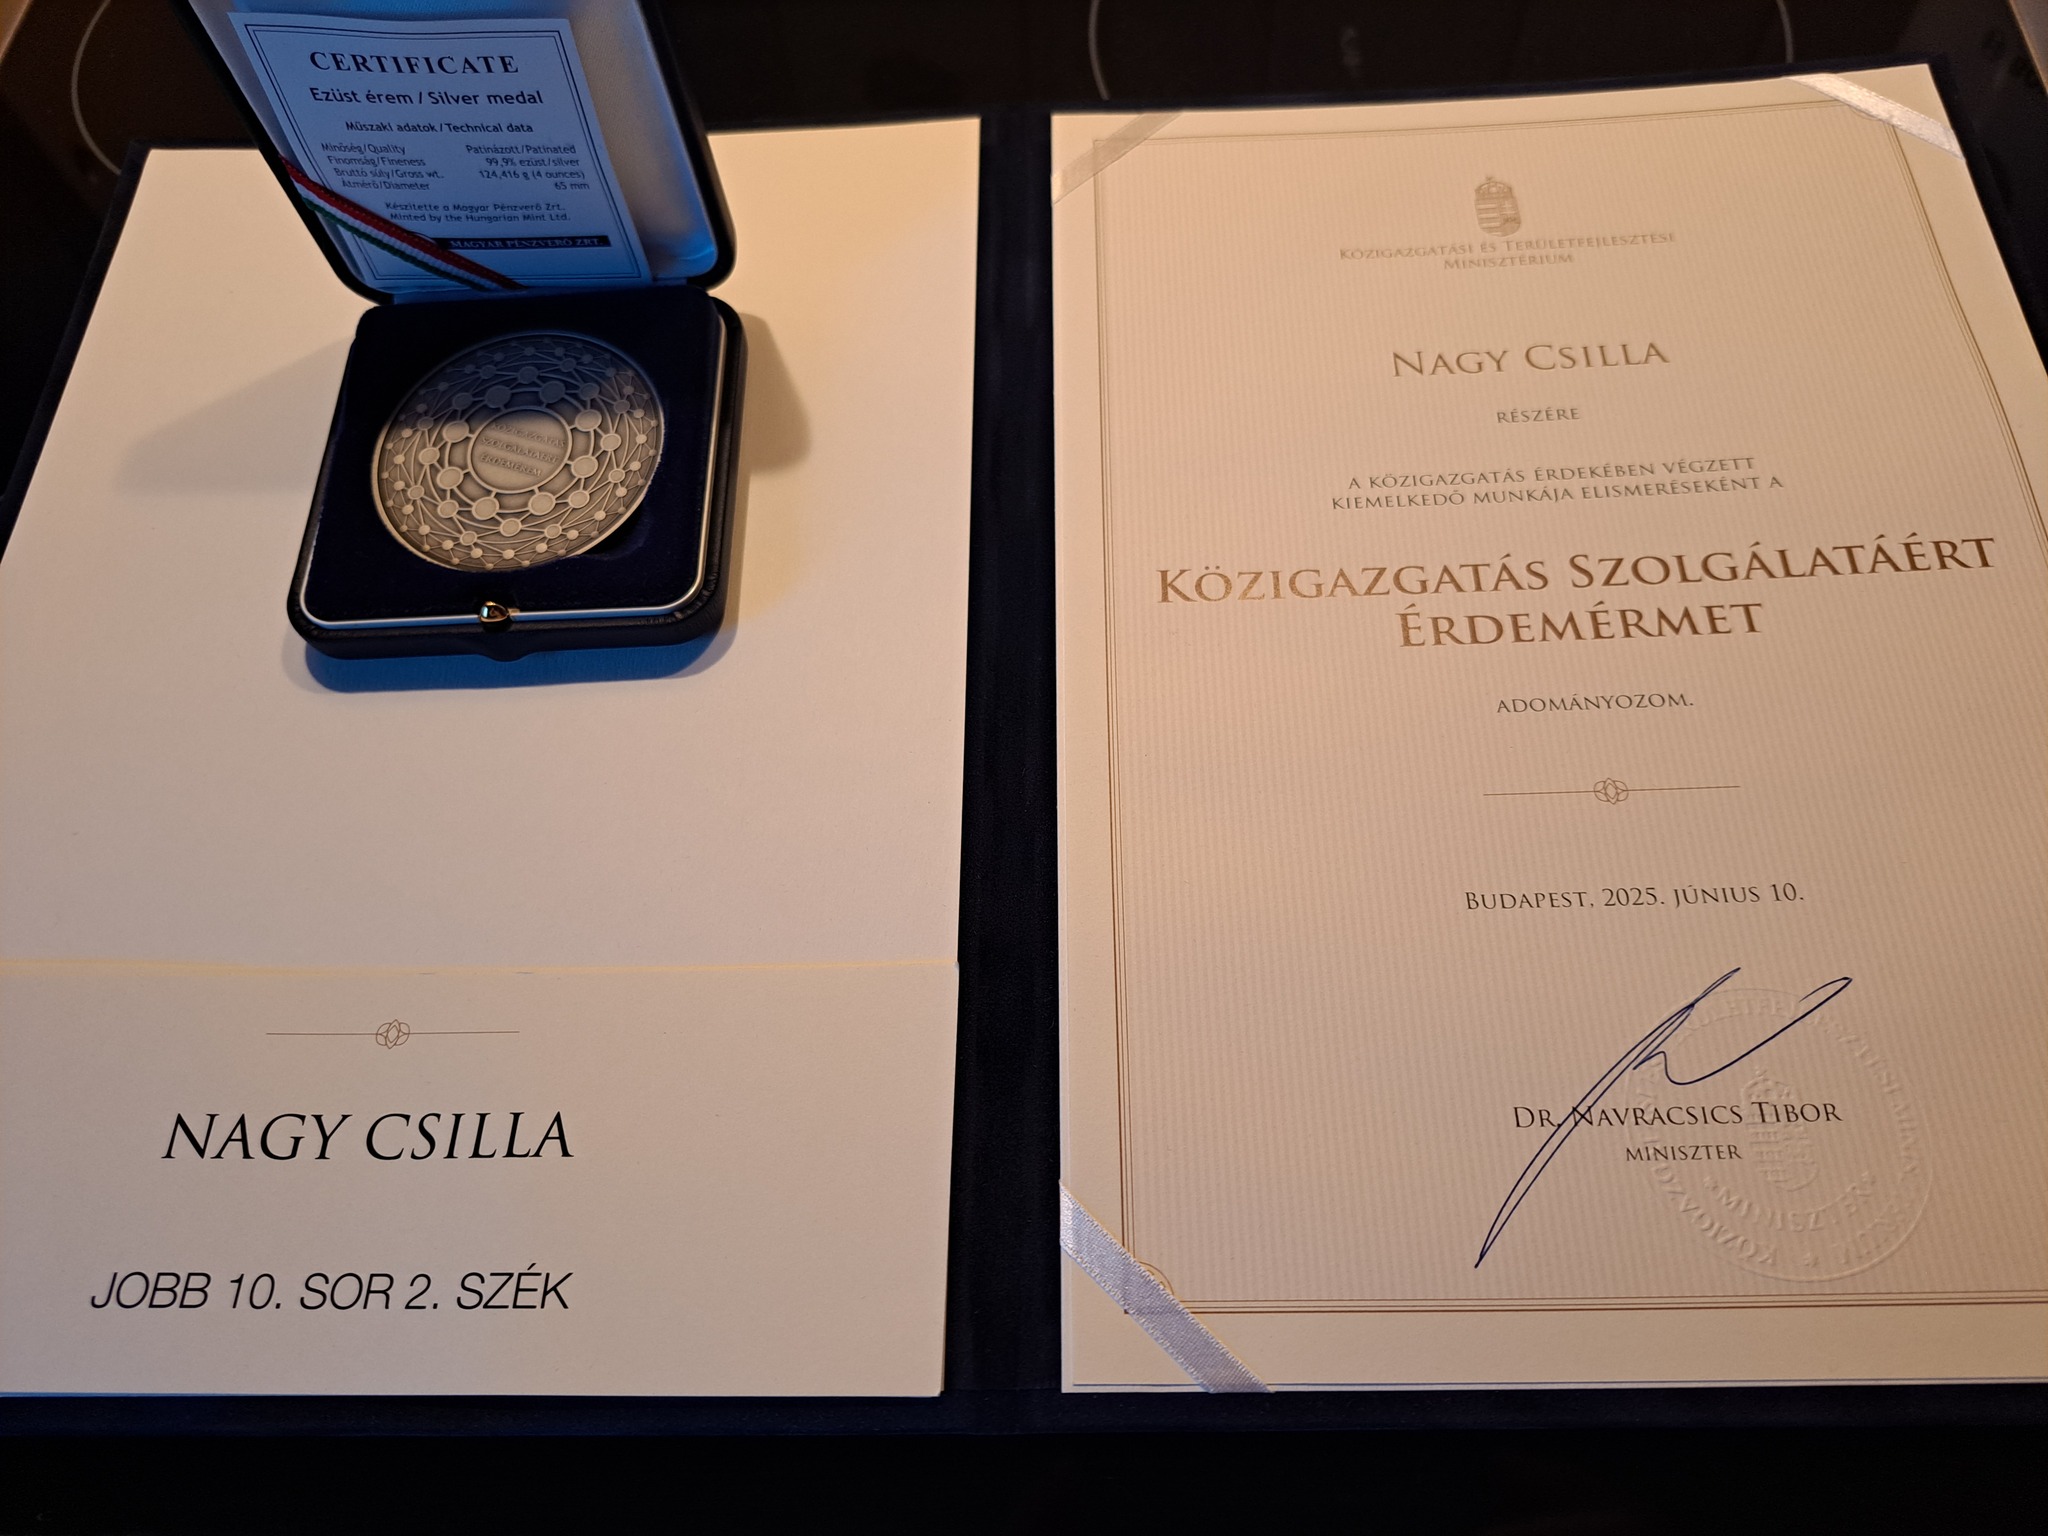 CERTIFICATE
Ezüst érem / Silver medal
Műszaki adatok / Technical data
Minőség/Quality Patinázott/Patinated
Finomság/Fineness 99,9% ezüst/silver
Bruttó súly/Gross wt. 124,416 g (4 ounces)
Átmérő/Diameter 65 mm
Készítette a Magyar Pénzverő Zrt.
Minted by the Hungarian Mint Ltd.
MAGYAR PÉNZVERŐ ZRT.
KÖZIGAZGATÁS
SZOLGÁLATÁÉRT
ÉRDEMÉREM
NAGY CSILLA
JOBB 10. SOR 2. SZÉK
KÖZIGAZGATÁSI ÉS TERÜLETFEJLESZTÉSI
MINISZTÉRIUM
NAGY CSILLA
RÉSZÉRE
A KÖZIGAZGATÁS ÉRDEKÉBEN VÉGZETT
KIEMELKEDŐ MUNKÁJA ELISMERÉSEKÉNT A
KÖZIGAZGATÁS SZOLGÁLATÁÉRT
ÉRDEMÉRMET
ADOMÁNYOZOM.
BUDAPEST, 2025. JÚNIUS 10.
DR. NAVRACSICS TIBOR
MINISZTER
MINISZTER